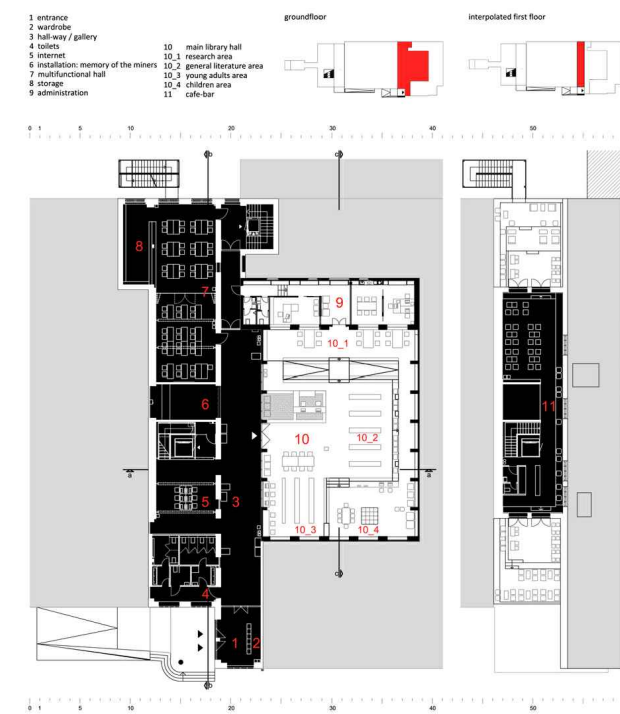 1 entrance
2 wardrobe
3 hall-way / gallery
4 toilets
5 internet
6 installation: memory of the miners
7 multifunctional hall
8 storage
9 administration
10 main library hall
10_1 research area
10_2 general literature area
10_3 young adults area
10_4 children area
11 cafe-bar
groundfloor
interpolated first floor
0 1 5 10 20 30 40 50
8
7
9
10_1
6
10
10_2
11
5
3
10_3
10_4
4
1
2
0 1 5 10 20 30 40 50